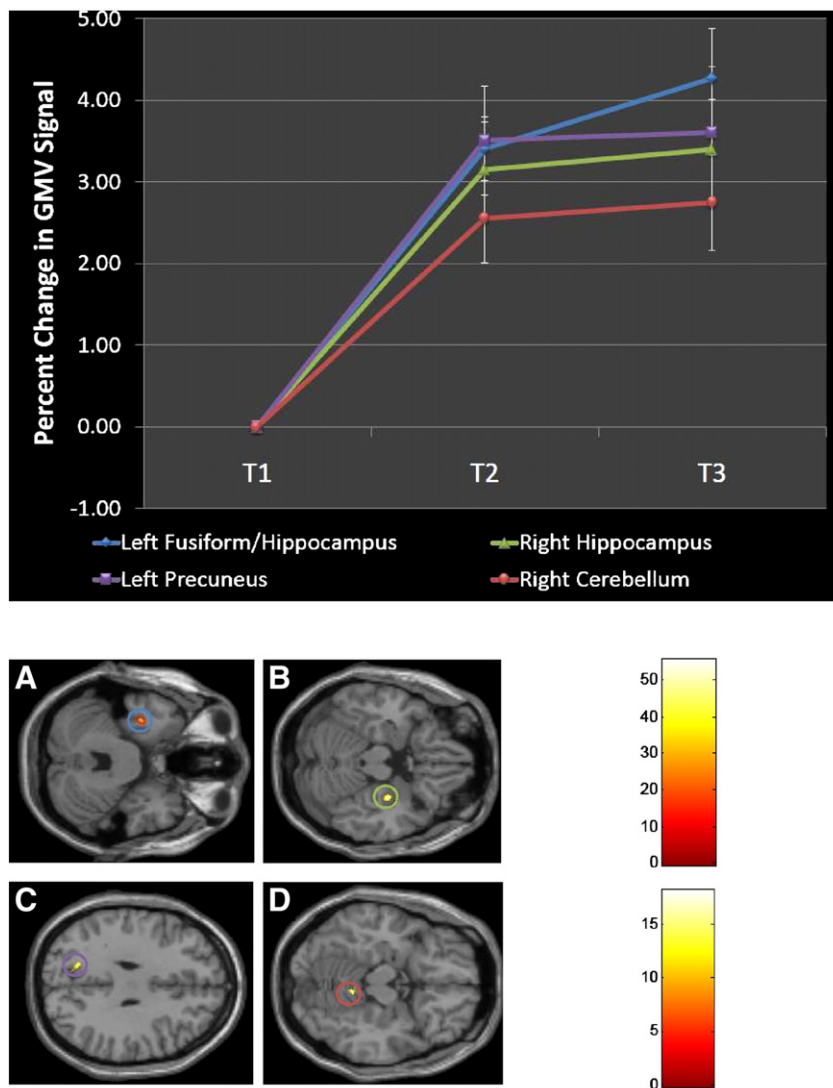 5.00
4.00
3.00
2.00
1.00
0.00
-1.00
Percent Change in GMV Signal
T1 T2 T3
Left Fusiform/Hippocampus Right Hippocampus
Left Precuneus Right Cerebellum
A B
50
40
30
20
10
0
C D
15
10
5
0